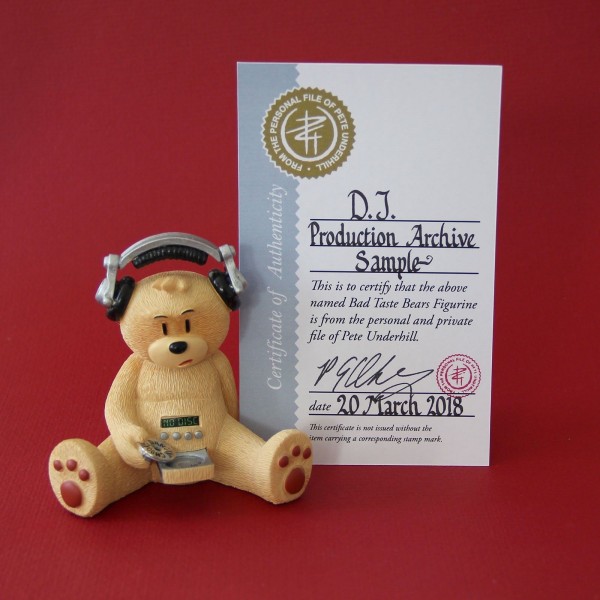 FROM THE PERSONAL FILE OF PETE UNDERHILL •
Certificate of Authenticity
D.J.
Production Archive
Sample
This is to certify that the above
named Bad Taste Bears Figurine
is from the personal and private
file of Pete Underhill.
date 20 March 2018
This certificate is not issued without the
item carrying a corresponding stamp mark.
NO DISC